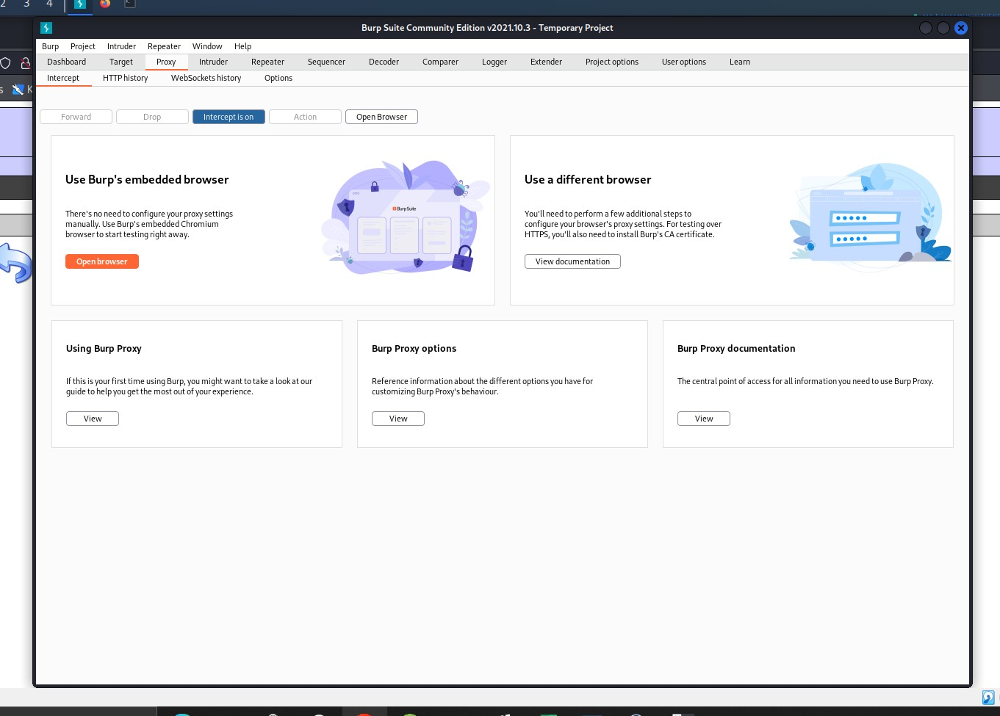 2 3 4
Burp Suite Community Edition v2021.10.3 - Temporary Project
Burp Project Intruder Repeater Window Help
Dashboard Target Proxy Intruder Repeater Sequencer Decoder Comparer Logger Extender Project options User options Learn
Intercept HTTP history WebSockets history Options
s K
Forward Drop Intercept is on Action Open Browser
Use Burp's embedded browser
There's no need to configure your proxy settings
manually. Use Burp's embedded Chromium
browser to start testing right away.
Open browser
BurpSuite
Use a different browser
You'll need to perform a few additional steps to
configure your browser's proxy settings. For testing over
HTTPS, you'll also need to install Burp's CA certificate.
View documentation
Using Burp Proxy
If this is your first time using Burp, you might want to take a look at our
guide to help you get the most out of your experience.
View
Burp Proxy options
Reference information about the different options you have for
customizing Burp Proxy's behaviour.
View
Burp Proxy documentation
The central point of access for all information you need to use Burp Proxy.
View